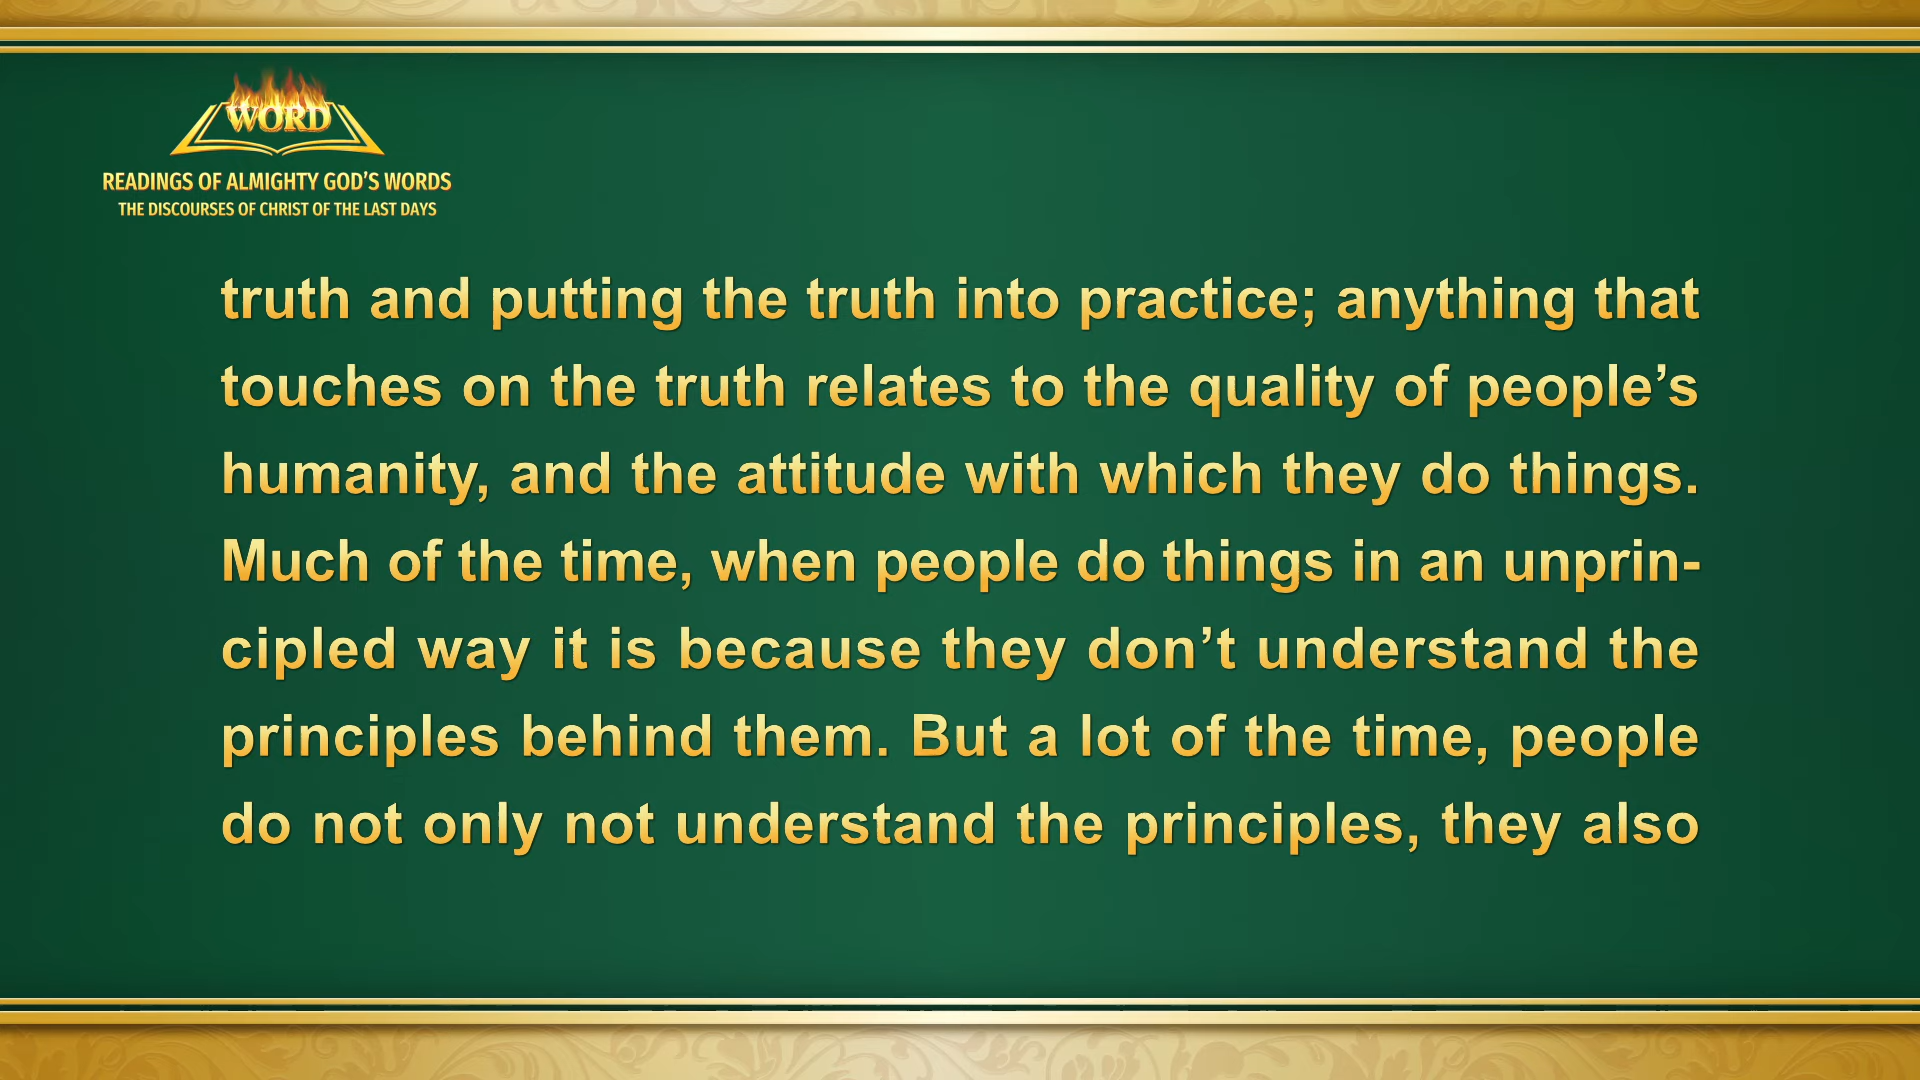 WORD
READINGS OF ALMIGHTY GOD'S WORDS
THE DISCOURSES OF CHRIST OF THE LAST DAYS
truth and putting the truth into practice; anything that
touches on the truth relates to the quality of people’s
humanity, and the attitude with which they do things.
Much of the time, when people do things in an unprin-
cipled way it is because they don’t understand the
principles behind them. But a lot of the time, people
do not only not understand the principles, they also